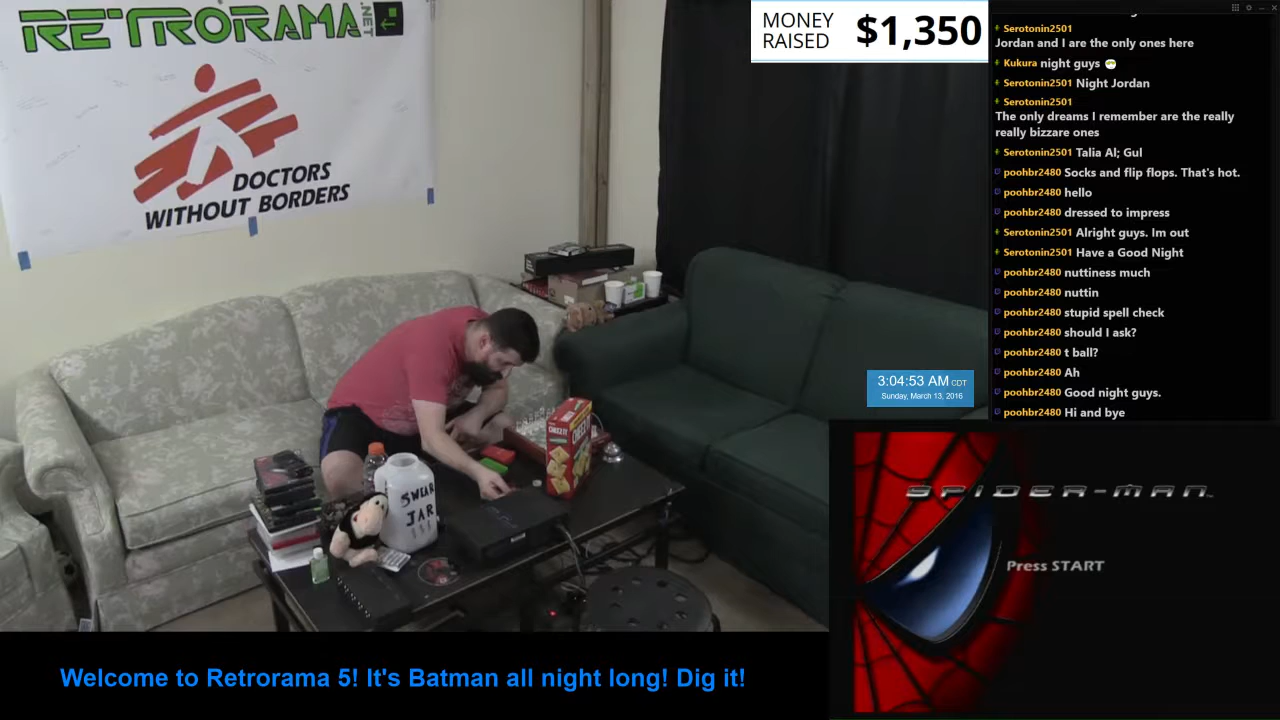 RETRORAMA.NET
DOCTORS
WITHOUT BORDERS
MONEY
RAISED
$1,350
Serotonin2501
Jordan and I are the only ones here
Kukura night guys
Serotonin2501 Night Jordan
Serotonin2501
The only dreams I remember are the really
really bizzare ones
Serotonin2501 Talia Al; Gul
poohbr2480 Socks and flip flops. That's hot.
poohbr2480 hello
poohbr2480 dressed to impress
Serotonin2501 Alright guys. Im out
Serotonin2501 Have a Good Night
poohbr2480 nuttiness much
poohbr2480 nuttin
poohbr2480 stupid spell check
poohbr2480 should I ask?
poohbr2480 t ball?
poohbr2480 Ah
poohbr2480 Good night guys.
poohbr2480 Hi and bye
3:04:53 AM CDT
Sunday, March 13, 2016
CHEEZ-IT
SWEAR
JAR
SPIDER-MAN
Press START
Welcome to Retrorama 5! It's Batman all night long! Dig it!